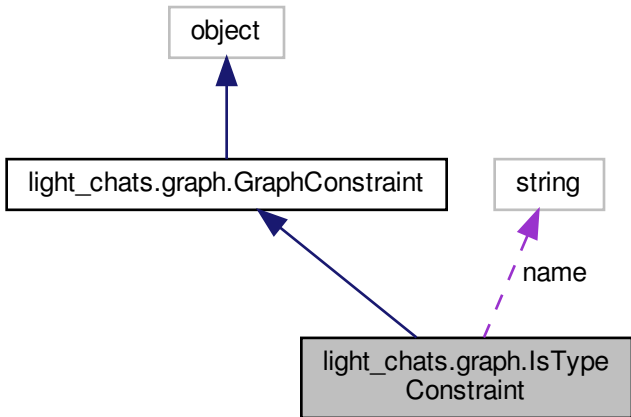 object
light_chats.graph.GraphConstraint
string
name
light_chats.graph.IsType
Constraint